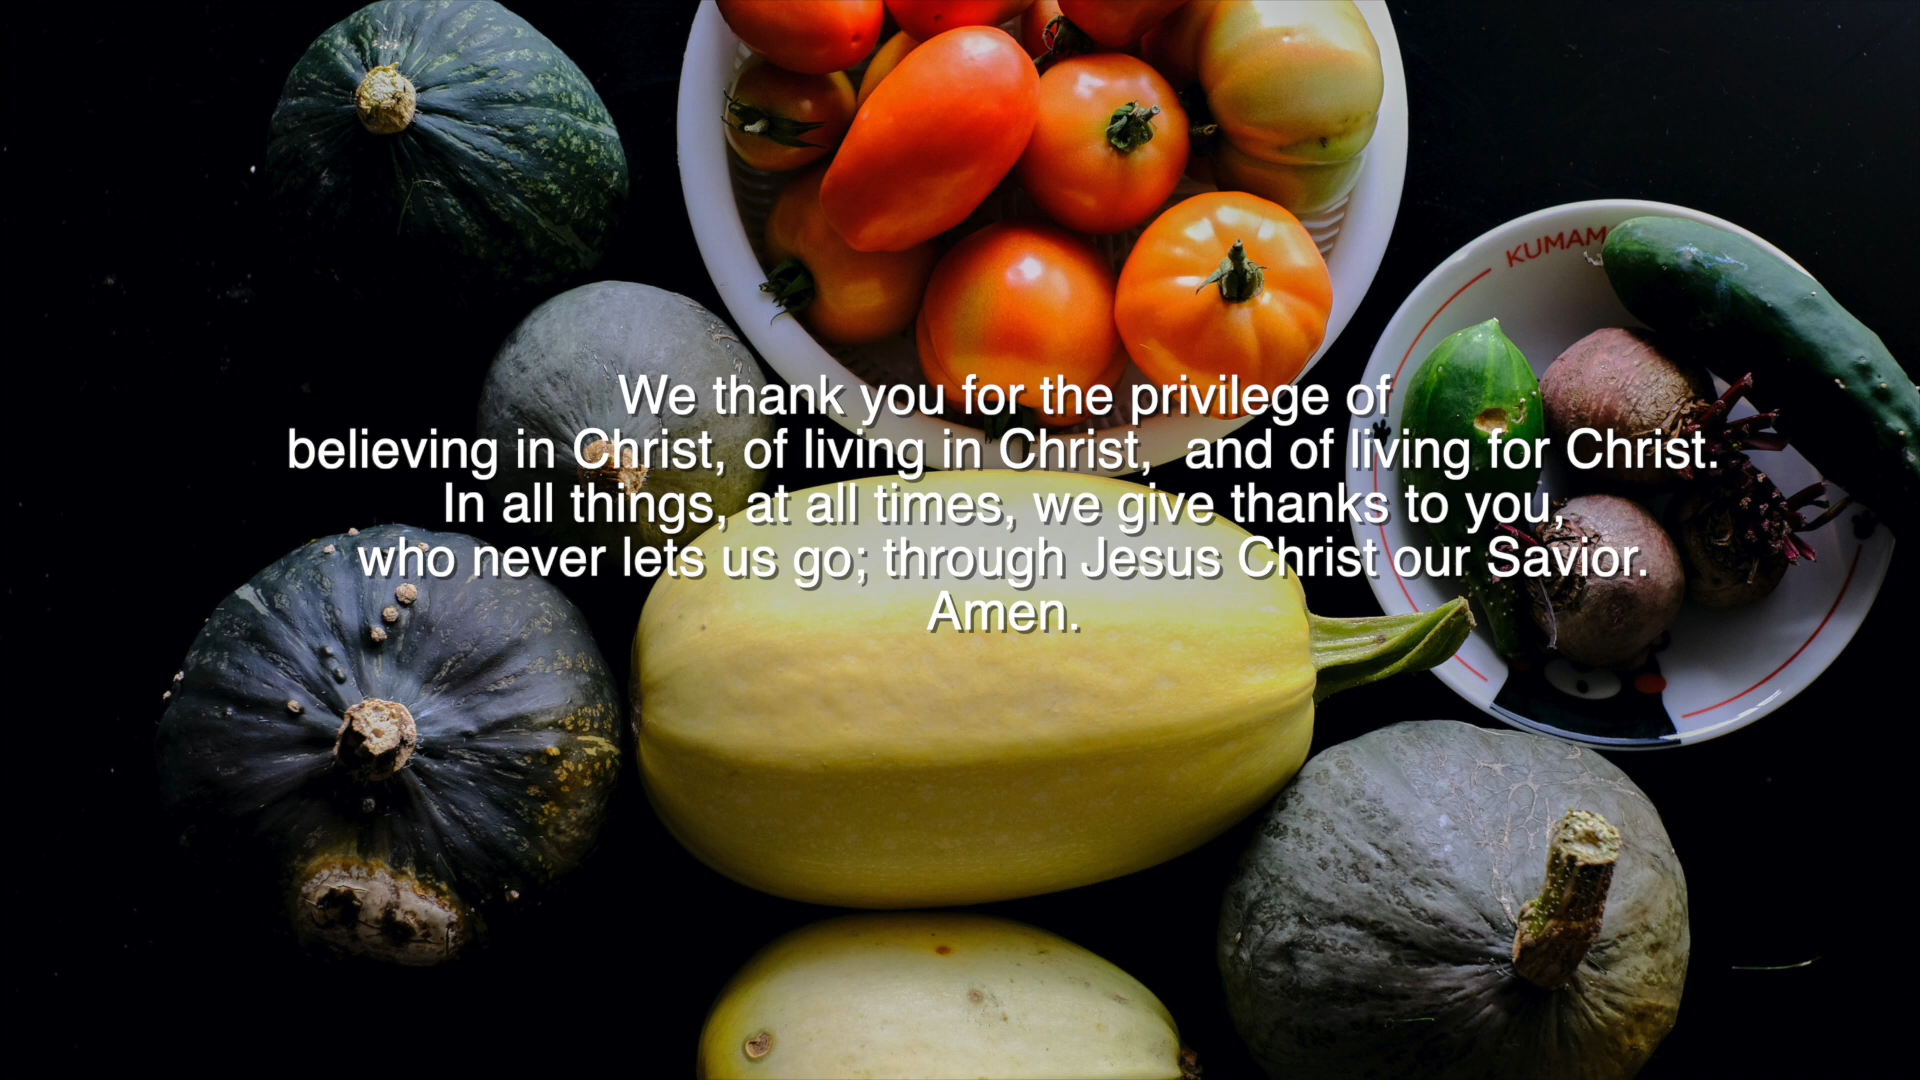 KUMAM
We thank you for the privilege of
believing in Christ, of living in Christ,  and of living for Christ.
In all things, at all times, we give thanks to you,
who never lets us go; through Jesus Christ our Savior.
Amen.